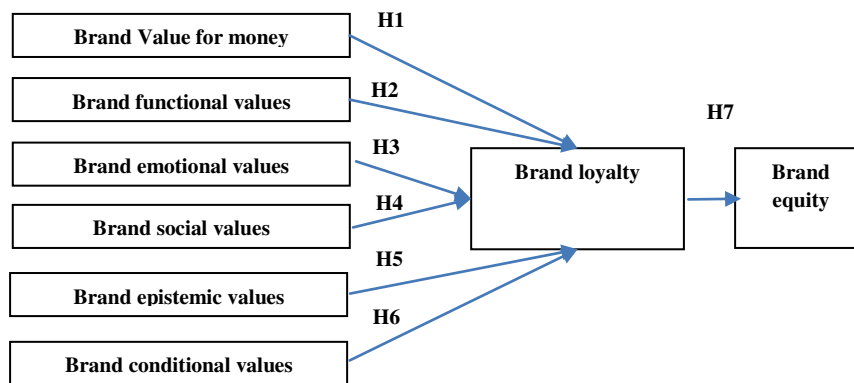 H1
Brand Value for money
H2
Brand functional values
H3
Brand emotional values
H4
Brand social values
H5
Brand epistemic values
H6
Brand conditional values
Brand loyalty
H7
Brand
equity